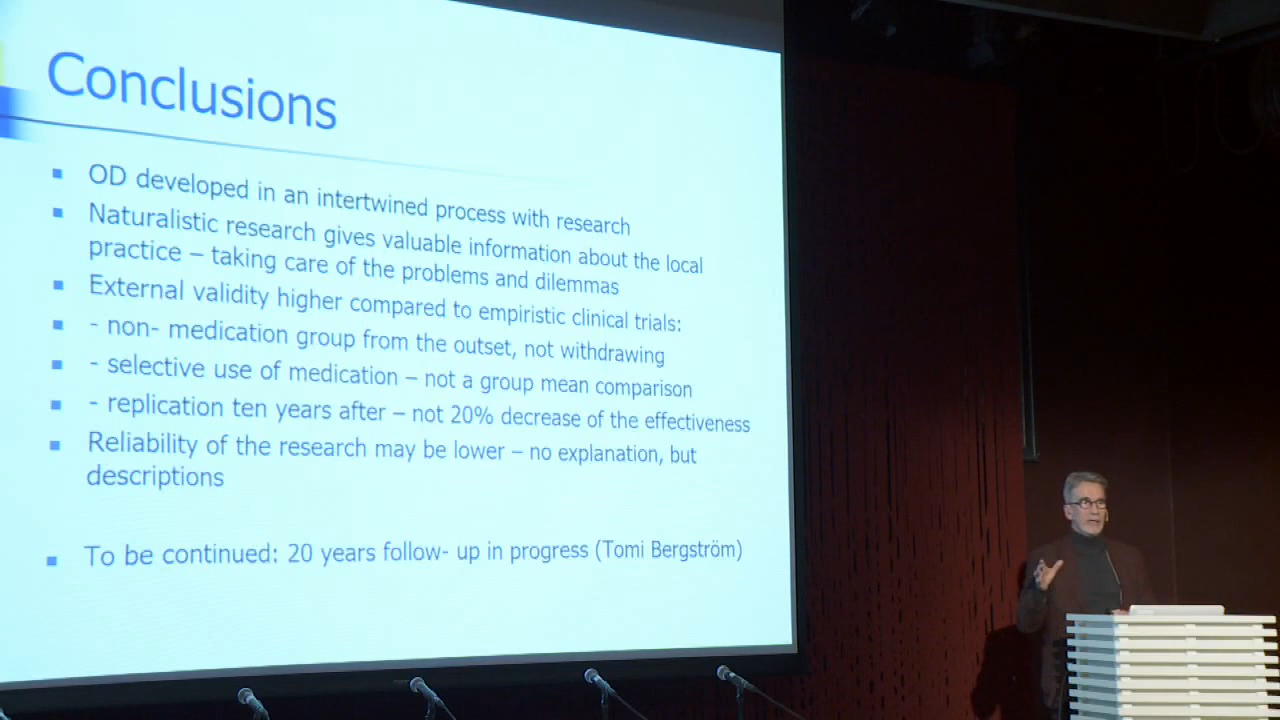 Conclusions
OD developed in an intertwined process with research
Naturalistic research gives valuable information about the local
practice – taking care of the problems and dilemmas
External validity higher compared to empiristic clinical trials:
- non- medication group from the outset, not withdrawing
- selective use of medication – not a group mean comparison
- replication ten years after – not 20% decrease of the effectiveness
Reliability of the research may be lower – no explanation, but
descriptions
To be continued: 20 years follow- up in progress (Tomi Bergström)